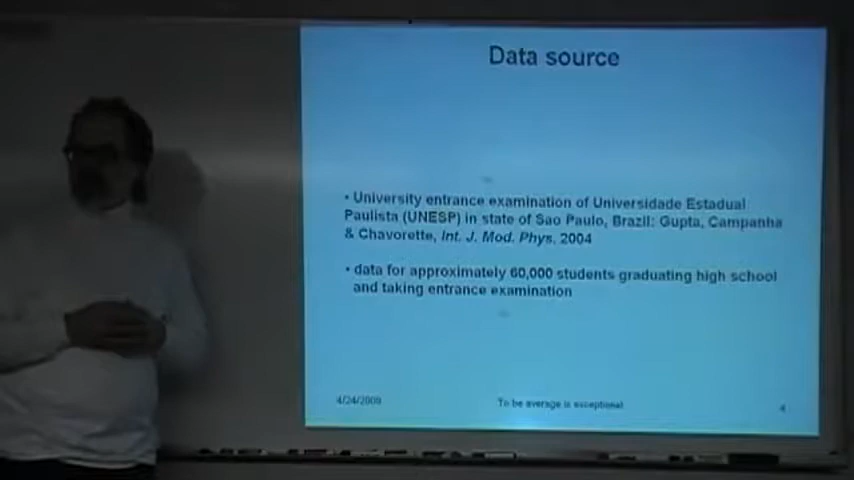 Data source
• University entrance examination of Universidade Estadual
Paulista (UNESP) in state of Sao Paulo, Brazil: Gupta, Campanha
& Chavorette, Int. J. Mod. Phys. 2004
• data for approximately 60,000 students graduating high school
and taking entrance examination
4/24/2009 To be average is exceptional 4